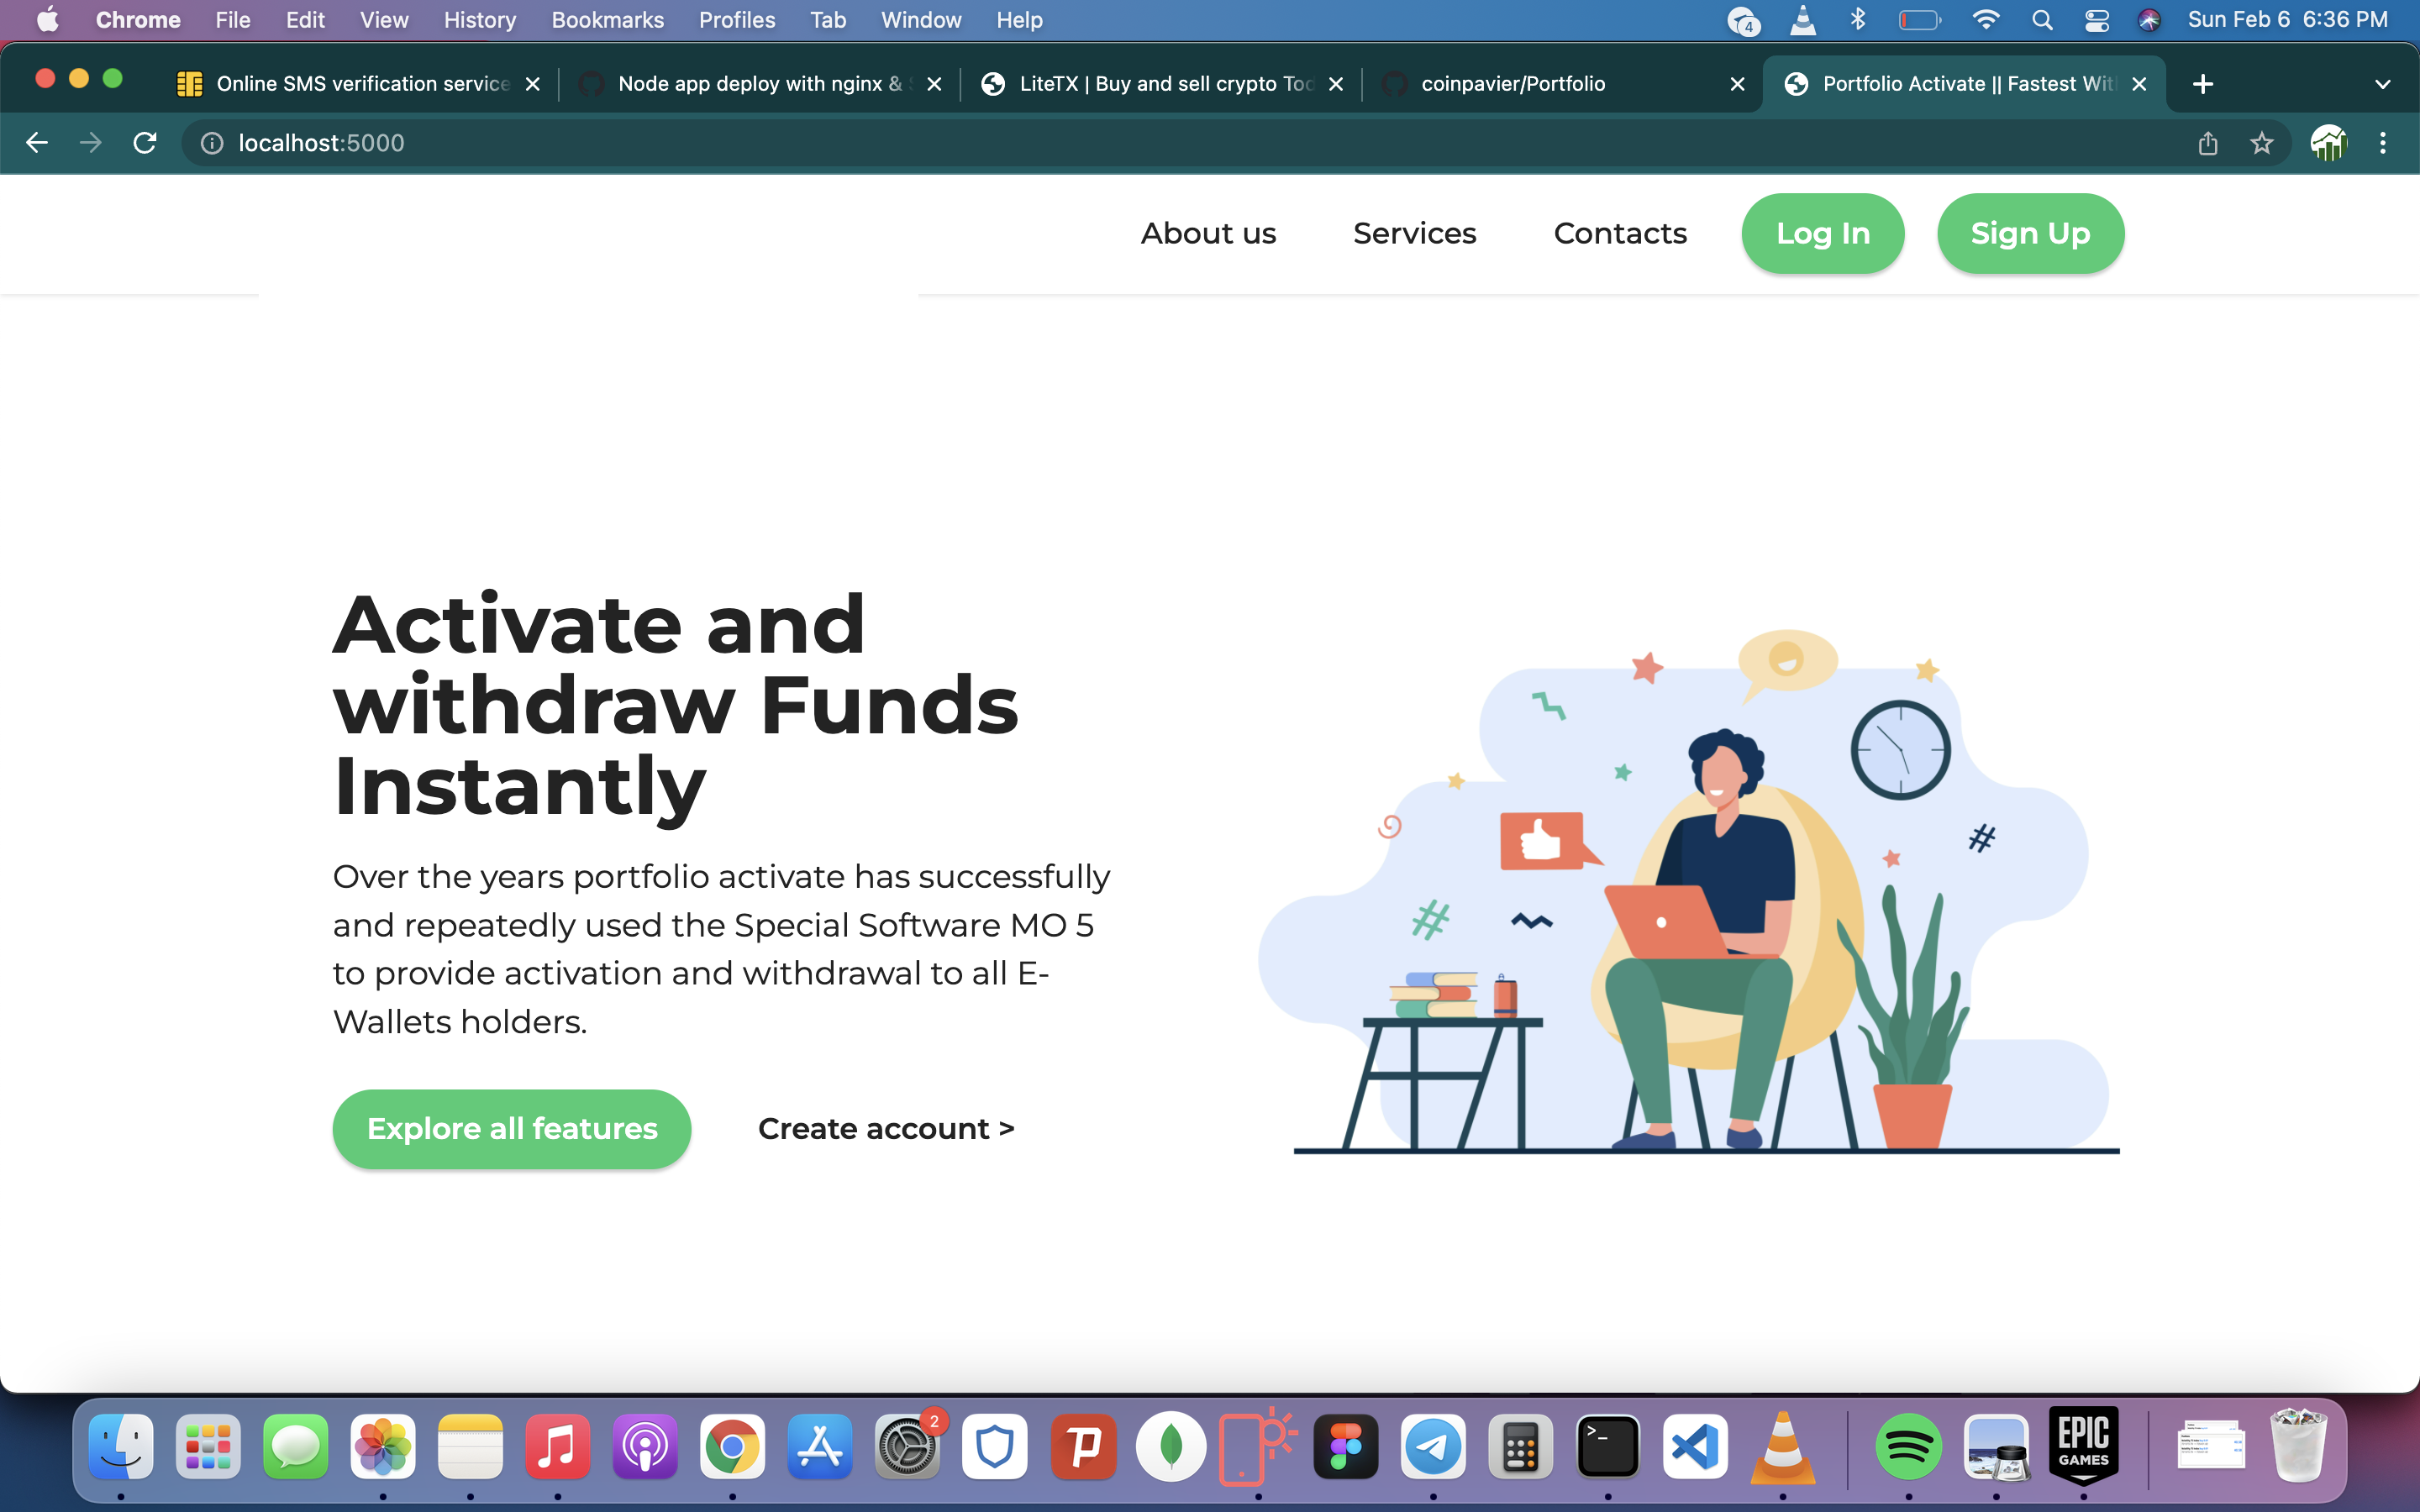 Chrome File Edit View History Bookmarks Profiles Tab Window Help 4 Sun Feb 6 6:36 PM
Online SMS verification service Node app deploy with nginx & LiteTX | Buy and sell crypto Tod coinpavier/Portfolio Portfolio Activate || Fastest With
localhost:5000
About us Services Contacts Log In Sign Up
Activate and
withdraw Funds
Instantly
Over the years portfolio activate has successfully
and repeatedly used the Special Software MO 5
to provide activation and withdrawal to all E-
Wallets holders.
Explore all features Create account >
2
EPIC
GAMES